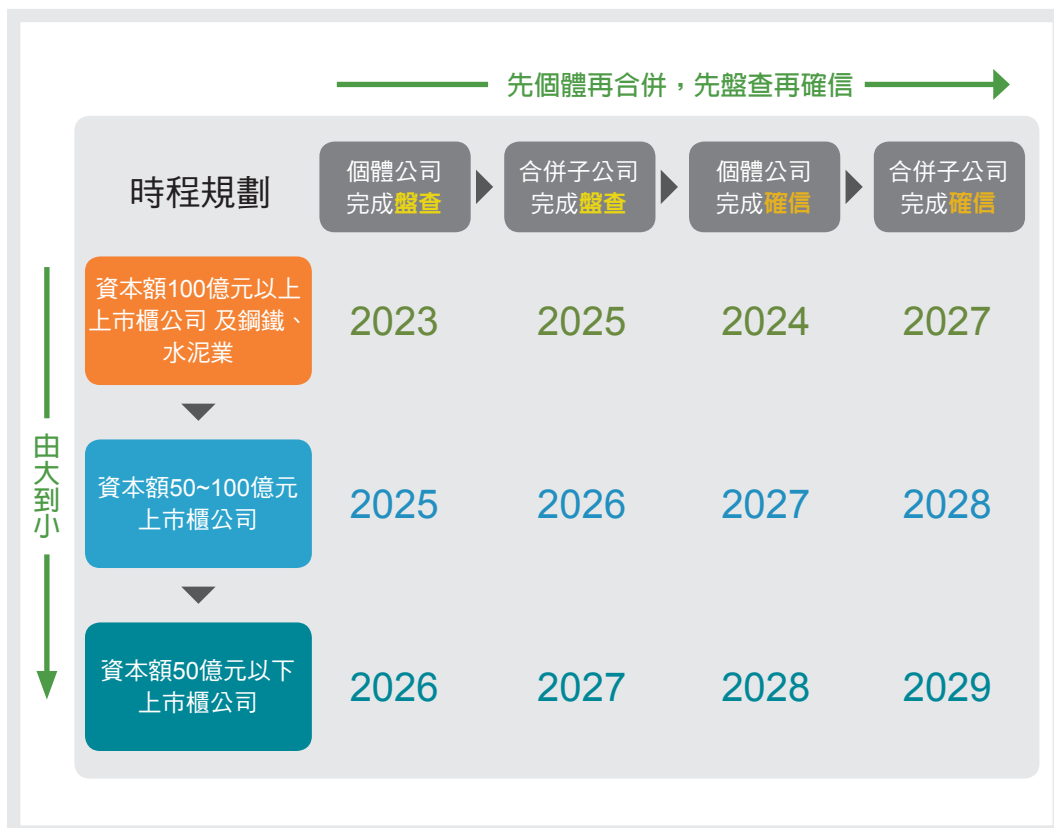 先個體再合併，先盤查再確信
時程規劃
個體公司
完成盤查
合併子公司
完成盤查
個體公司
完成確信
合併子公司
完成確信
由大到小
資本額100億元以上
上市櫃公司 及鋼鐵、
水泥業
2023
2025
2024
2027
資本額50~100億元
上市櫃公司
2025
2026
2027
2028
資本額50億元以下
上市櫃公司
2026
2027
2028
2029